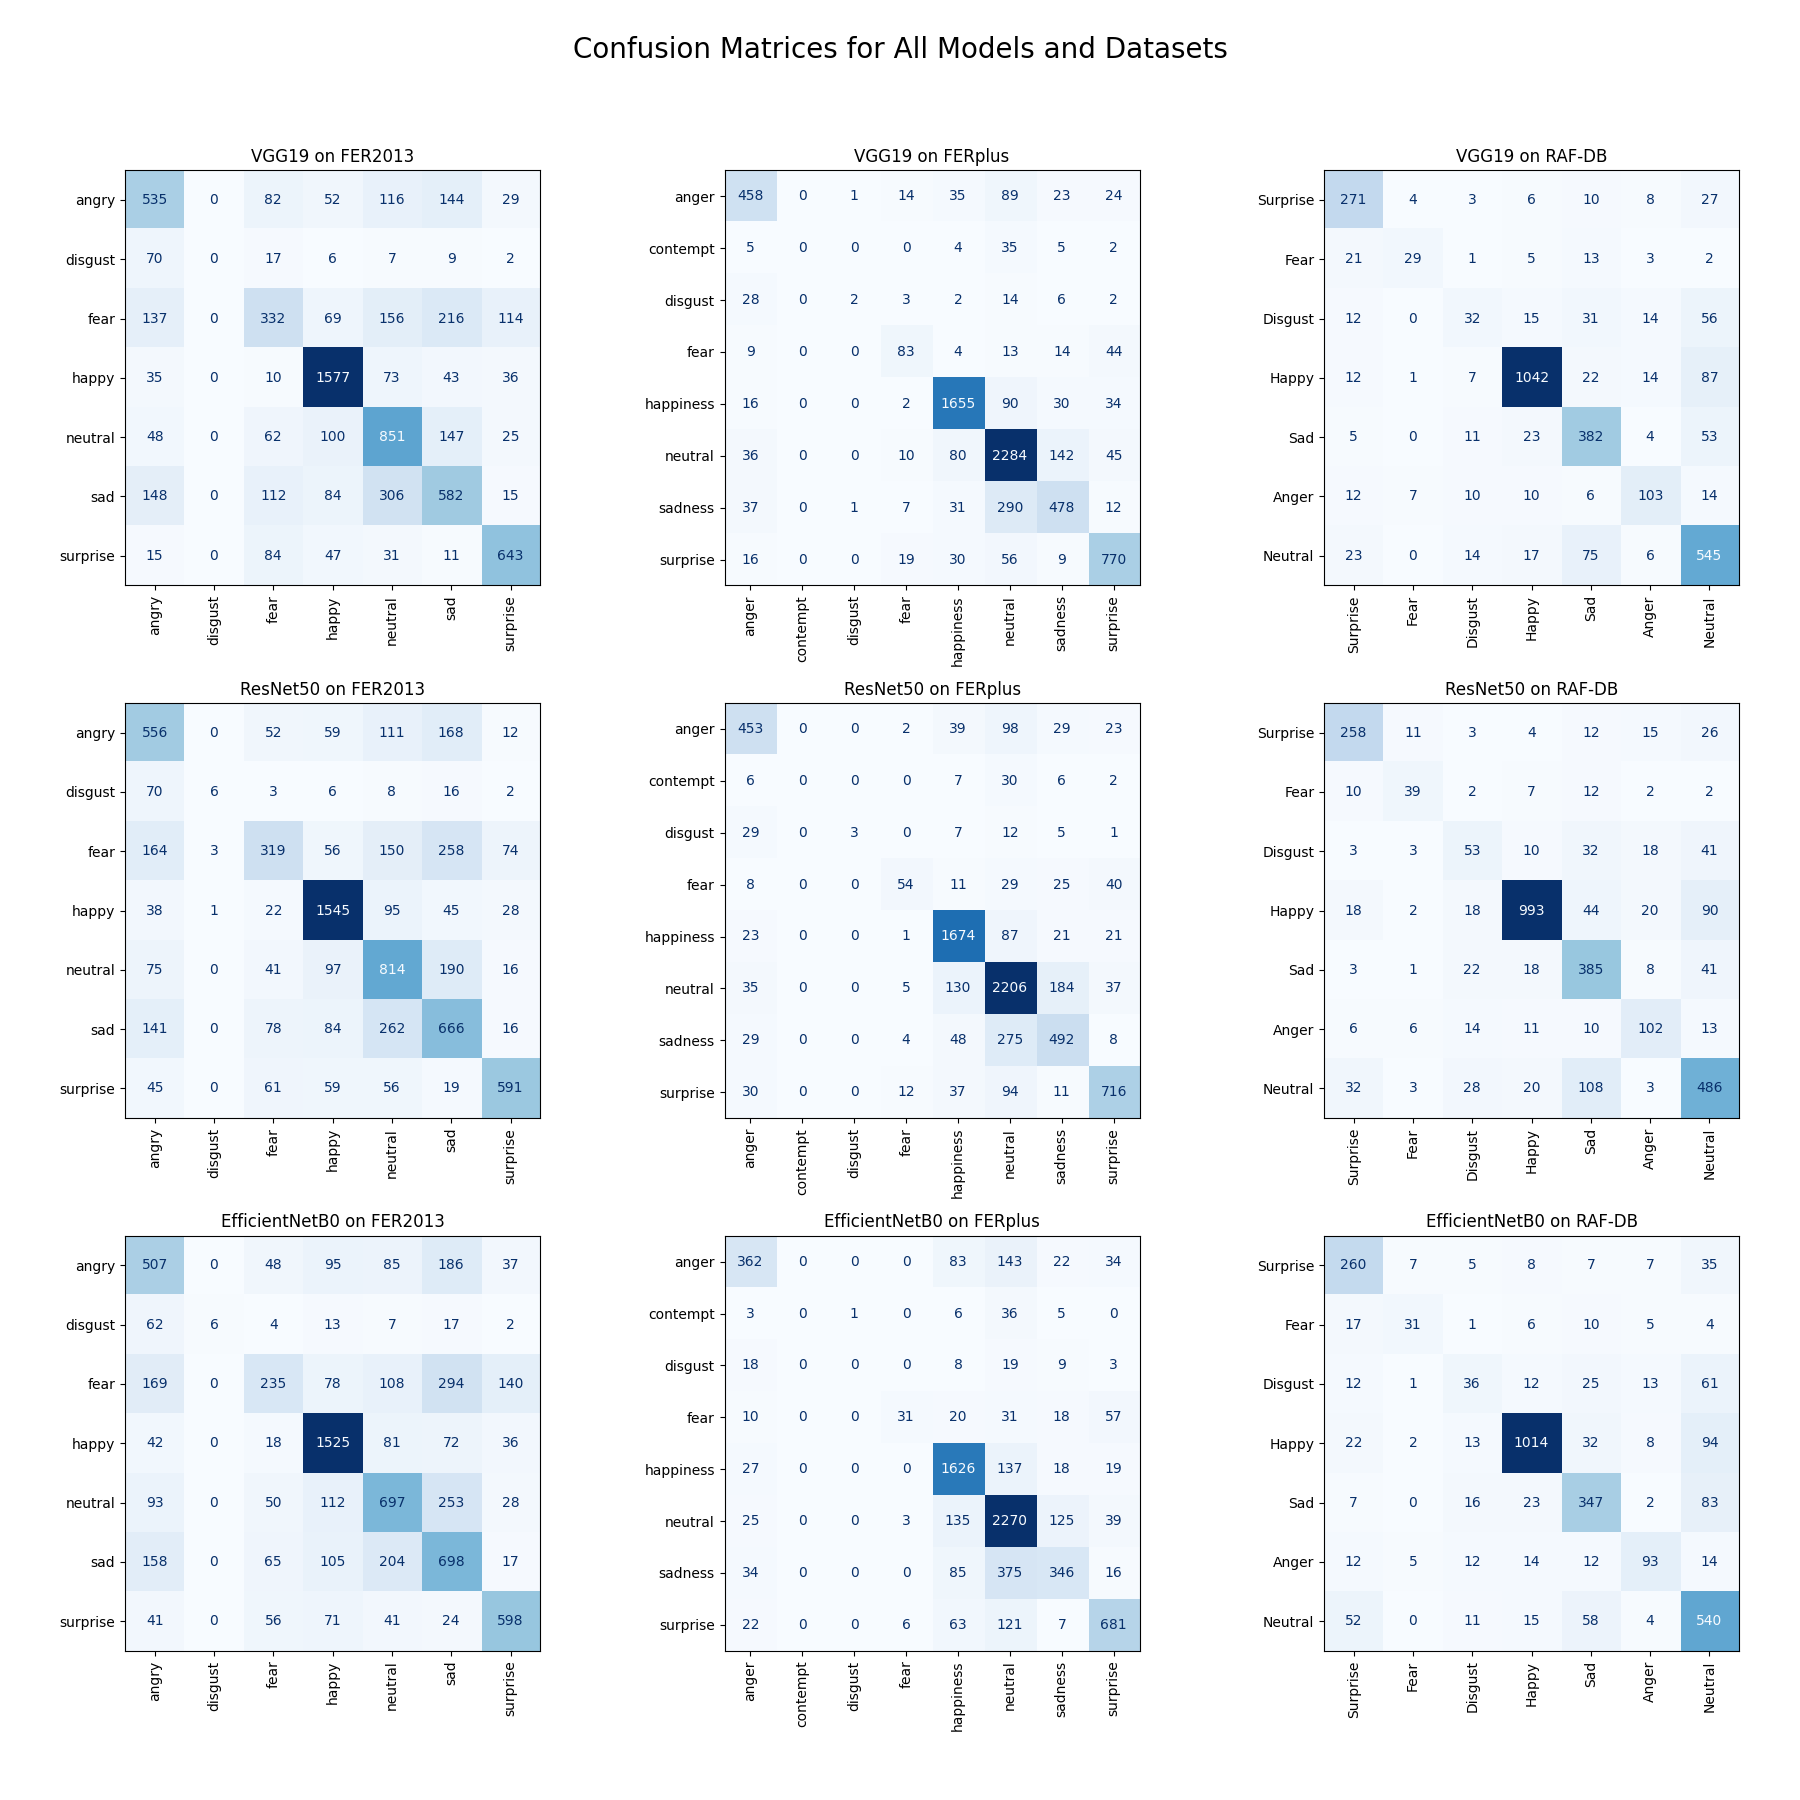 Confusion Matrices for All Models and Datasets
VGG19 on FER2013
angry 535 0 82 52 116 144 29
disgust 70 0 17 6 7 9 2
fear 137 0 332 69 156 216 114
happy 35 0 10 1577 73 43 36
neutral 48 0 62 100 851 147 25
sad 148 0 112 84 306 582 15
surprise 15 0 84 47 31 11 643
angry disgust fear happy neutral sad surprise
VGG19 on FERplus
anger 458 0 1 14 35 89 23 24
contempt 5 0 0 0 4 35 5 2
disgust 28 0 2 3 2 14 6 2
fear 9 0 0 83 4 13 14 44
happiness 16 0 0 2 1655 90 30 34
neutral 36 0 0 10 80 2284 142 45
sadness 37 0 1 7 31 290 478 12
surprise 16 0 0 19 30 56 9 770
anger contempt disgust fear happiness neutral sadness surprise
VGG19 on RAF-DB
Surprise 271 4 3 6 10 8 27
Fear 21 29 1 5 13 3 2
Disgust 12 0 32 15 31 14 56
Happy 12 1 7 1042 22 14 87
Sad 5 0 11 23 382 4 53
Anger 12 7 10 10 6 103 14
Neutral 23 0 14 17 75 6 545
Surprise Fear Disgust Happy Sad Anger Neutral
ResNet50 on FER2013
angry 556 0 52 59 111 168 12
disgust 70 6 3 6 8 16 2
fear 164 3 319 56 150 258 74
happy 38 1 22 1545 95 45 28
neutral 75 0 41 97 814 190 16
sad 141 0 78 84 262 666 16
surprise 45 0 61 59 56 19 591
angry disgust fear happy neutral sad surprise
ResNet50 on FERplus
anger 453 0 0 2 39 98 29 23
contempt 6 0 0 0 7 30 6 2
disgust 29 0 3 0 7 12 5 1
fear 8 0 0 54 11 29 25 40
happiness 23 0 0 1 1674 87 21 21
neutral 35 0 0 5 130 2206 184 37
sadness 29 0 0 4 48 275 492 8
surprise 30 0 0 12 37 94 11 716
anger contempt disgust fear happiness neutral sadness surprise
ResNet50 on RAF-DB
Surprise 258 11 3 4 12 15 26
Fear 10 39 2 7 12 2 2
Disgust 3 3 53 10 32 18 41
Happy 18 2 18 993 44 20 90
Sad 3 1 22 18 385 8 41
Anger 6 6 14 11 10 102 13
Neutral 32 3 28 20 108 3 486
Surprise Fear Disgust Happy Sad Anger Neutral
EfficientNetB0 on FER2013
angry 507 0 48 95 85 186 37
disgust 62 6 4 13 7 17 2
fear 169 0 235 78 108 294 140
happy 42 0 18 1525 81 72 36
neutral 93 0 50 112 697 253 28
sad 158 0 65 105 204 698 17
surprise 41 0 56 71 41 24 598
angry disgust fear happy neutral sad surprise
EfficientNetB0 on FERplus
anger 362 0 0 0 83 143 22 34
contempt 3 0 1 0 6 36 5 0
disgust 18 0 0 0 8 19 9 3
fear 10 0 0 31 20 31 18 57
happiness 27 0 0 0 1626 137 18 19
neutral 25 0 0 3 135 2270 125 39
sadness 34 0 0 0 85 375 346 16
surprise 22 0 0 6 63 121 7 681
anger contempt disgust fear happiness neutral sadness surprise
EfficientNetB0 on RAF-DB
Surprise 260 7 5 8 7 7 35
Fear 17 31 1 6 10 5 4
Disgust 12 1 36 12 25 13 61
Happy 22 2 13 1014 32 8 94
Sad 7 0 16 23 347 2 83
Anger 12 5 12 14 12 93 14
Neutral 52 0 11 15 58 4 540
Surprise Fear Disgust Happy Sad Anger Neutral